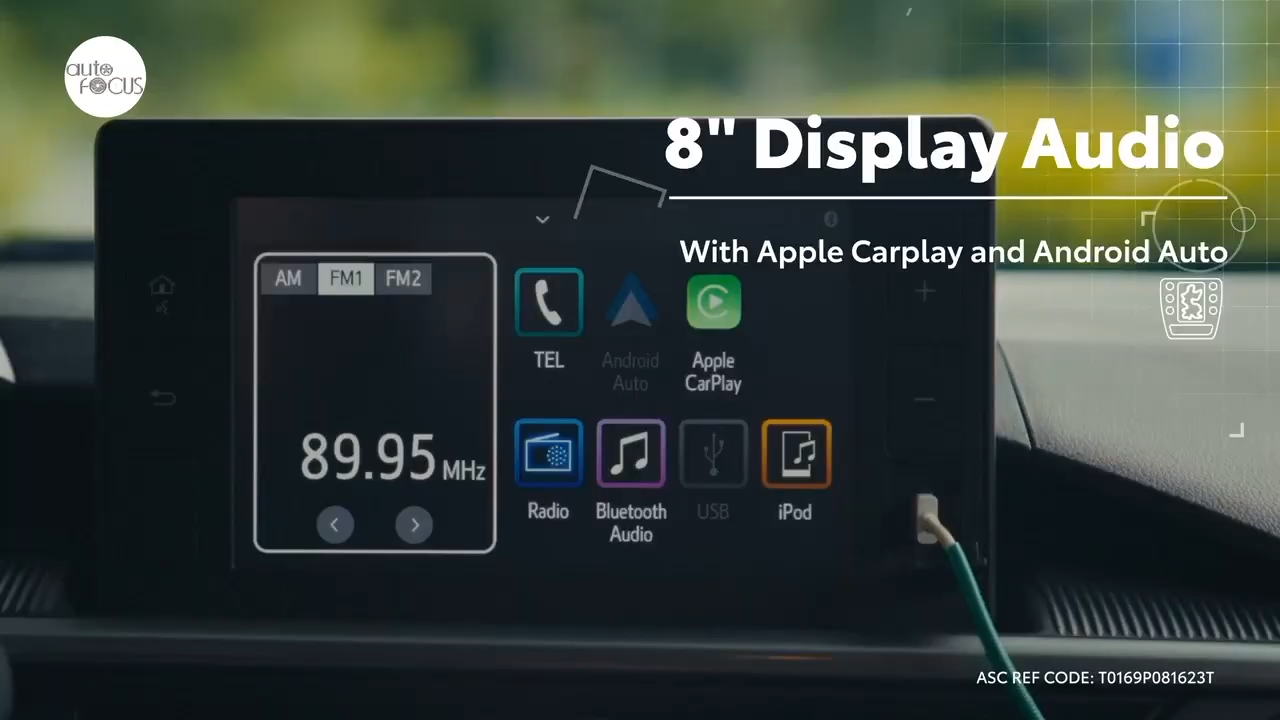 auto
FOCUS
8" Display Audio
With Apple Carplay and Android Auto
AM FM1 FM2
89.95 MHz
TEL
Android
Auto
Apple
CarPlay
Radio
Bluetooth
Audio
USB
iPod
ASC REF CODE: T0169P081623T